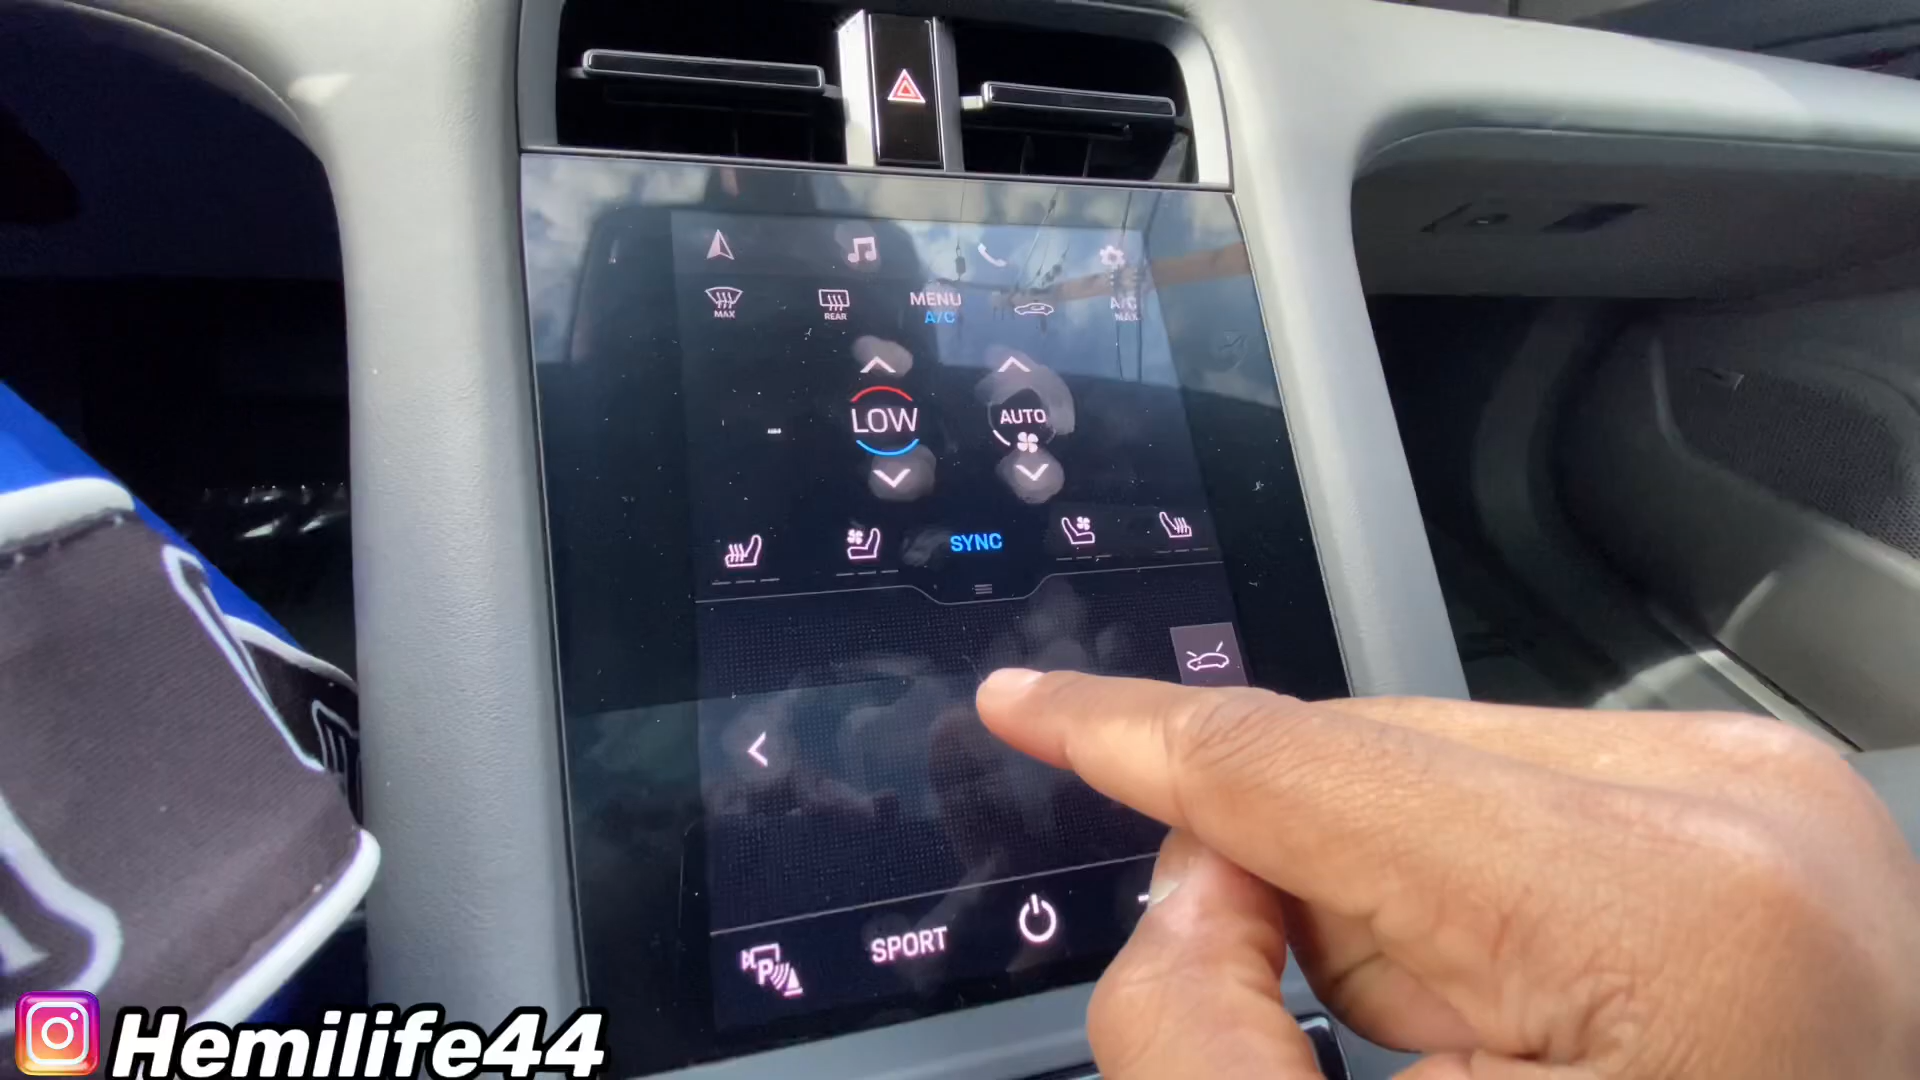 MAX
REAR
MENU
A/C
A/C
MAX
LOW
AUTO
SYNC
P
SPORT
Hemilife44